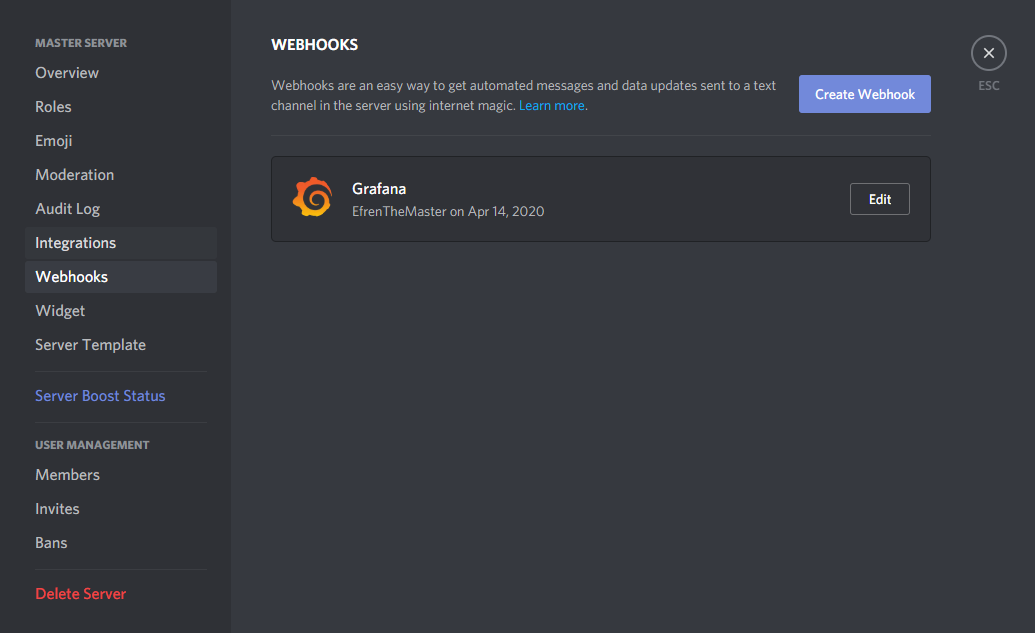 MASTER SERVER
Overview
Roles
Emoji
Moderation
Audit Log
Integrations
Webhooks
Widget
Server Template
Server Boost Status
USER MANAGEMENT
Members
Invites
Bans
Delete Server
WEBHOOKS
Webhooks are an easy way to get automated messages and data updates sent to a text
channel in the server using internet magic. Learn more.
Create Webhook
Grafana
EfrenTheMaster on Apr 14, 2020
Edit
ESC